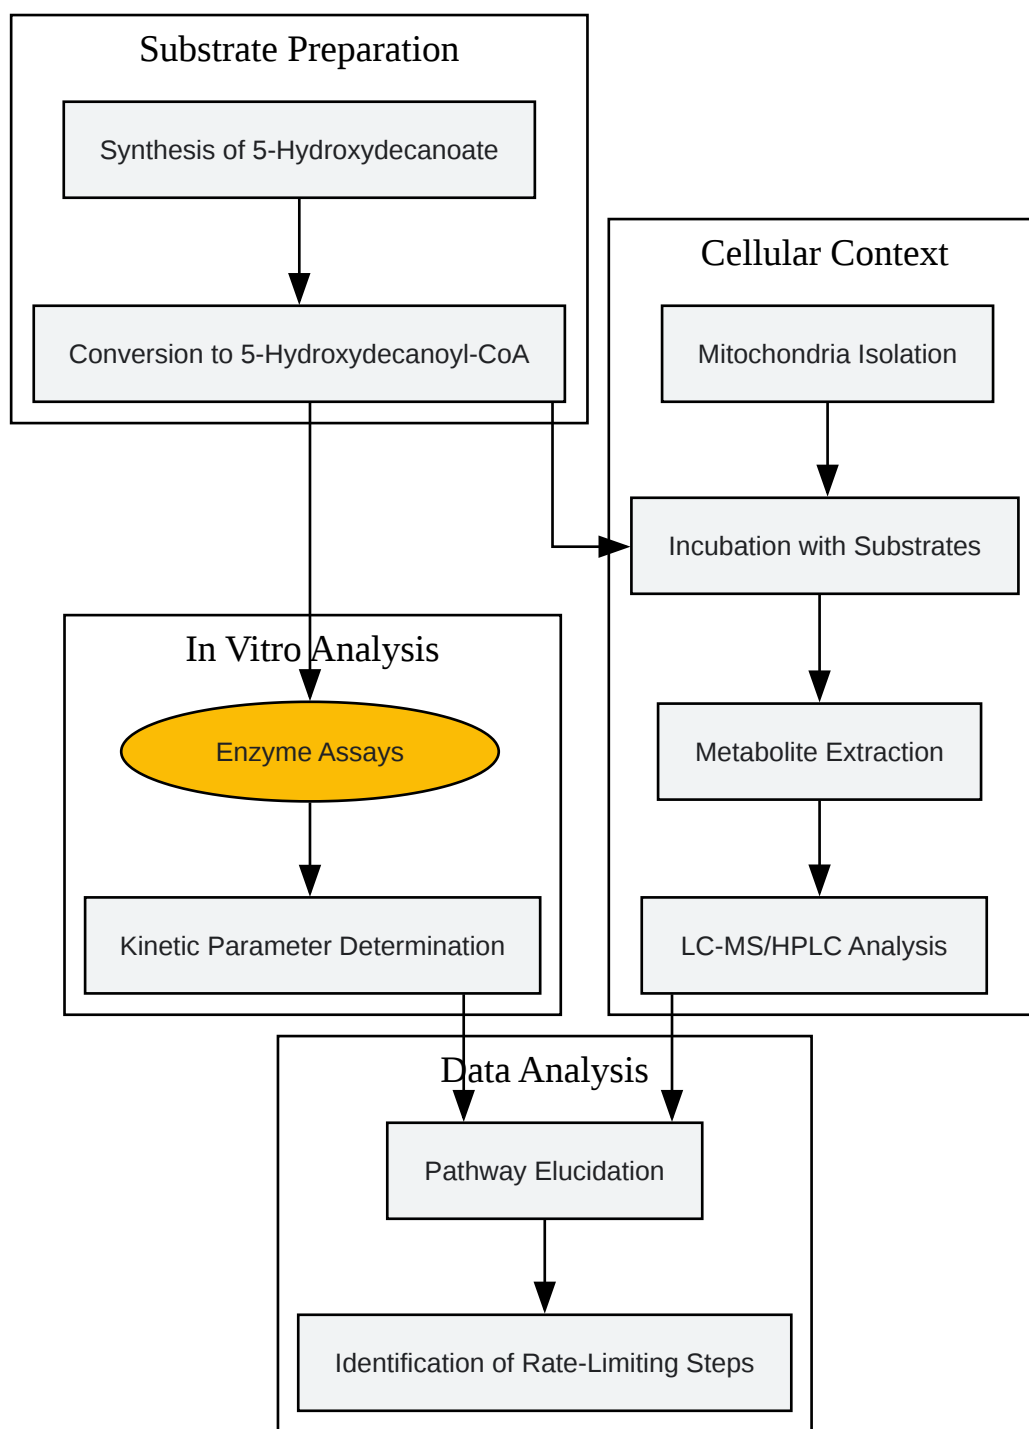 Substrate Preparation
Synthesis of 5-Hydroxydecanoate
Conversion to 5-Hydroxydecanoyl-CoA
Cellular Context
Mitochondria Isolation
Incubation with Substrates
Metabolite Extraction
LC-MS/HPLC Analysis
In Vitro Analysis
Enzyme Assays
Kinetic Parameter Determination
Data Analysis
Pathway Elucidation
Identification of Rate-Limiting Steps